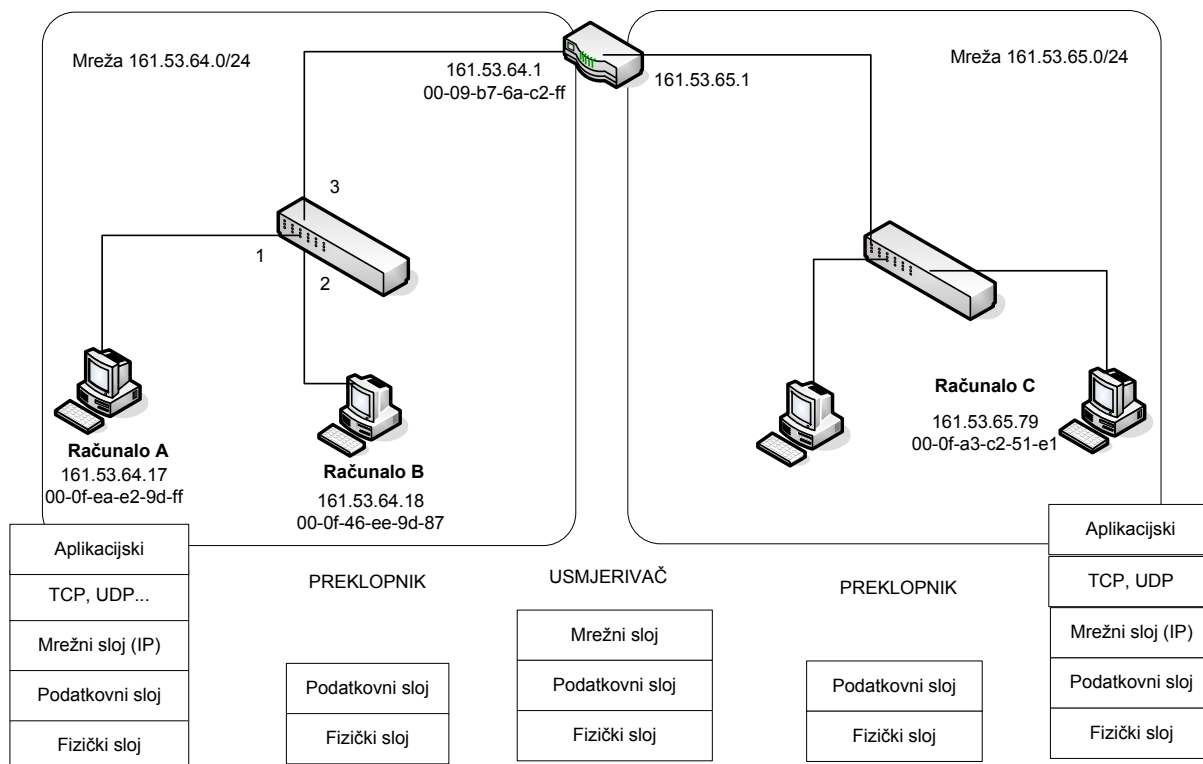 Mreža 161.53.64.0/24
161.53.64.1
00-09-b7-6a-c2-ff
161.53.65.1
Mreža 161.53.65.0/24
3
1
2
Računalo A
161.53.64.17
00-0f-ea-e2-9d-ff
Računalo B
161.53.64.18
00-0f-46-ee-9d-87
Računalo C
161.53.65.79
00-0f-a3-c2-51-e1
Aplikacijski
TCP, UDP...
Mrežni sloj (IP)
Podatkovni sloj
Fizički sloj
PREKLOPNIK
Podatkovni sloj
Fizički sloj
USMJERIVAČ
Mrežni sloj
Podatkovni sloj
Fizički sloj
PREKLOPNIK
Podatkovni sloj
Fizički sloj
Aplikacijski
TCP, UDP
Mrežni sloj (IP)
Podatkovni sloj
Fizički sloj